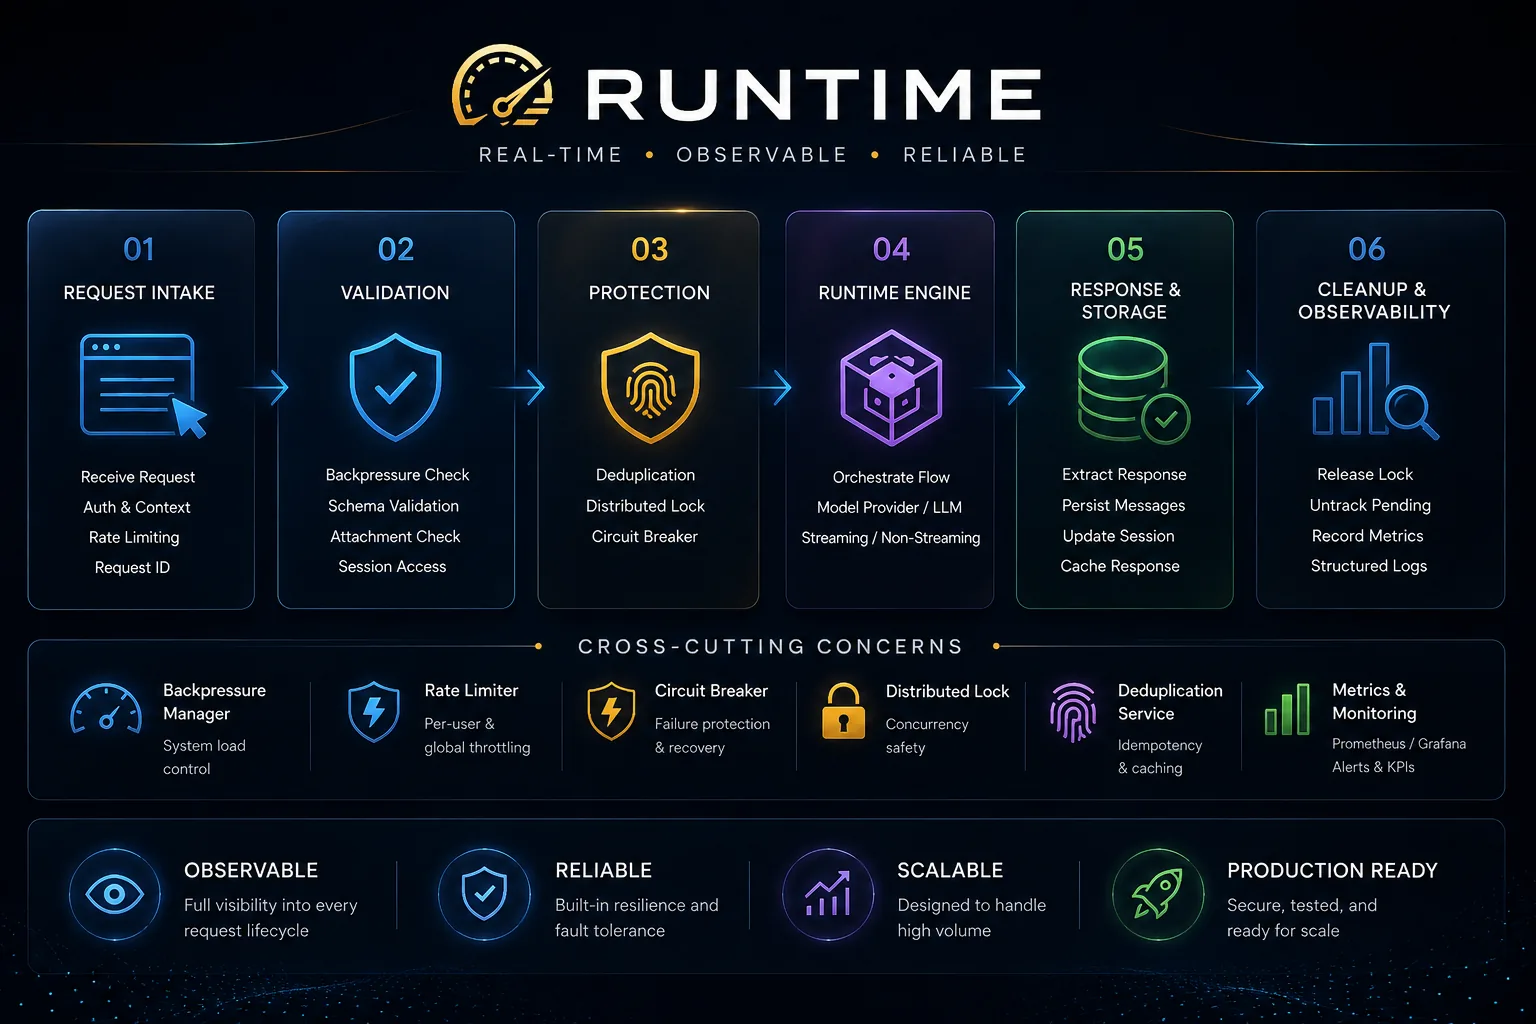 RUNTIME
REAL-TIME • OBSERVABLE • RELIABLE
01
REQUEST INTAKE
Receive Request
Auth & Context
Rate Limiting
Request ID
02
VALIDATION
Backpressure Check
Schema Validation
Attachment Check
Session Access
03
PROTECTION
Deduplication
Distributed Lock
Circuit Breaker
04
RUNTIME ENGINE
Orchestrate Flow
Model Provider / LLM
Streaming / Non-Streaming
05
RESPONSE &
STORAGE
Extract Response
Persist Messages
Update Session
Cache Response
06
CLEANUP &
OBSERVABILITY
Release Lock
Untrack Pending
Record Metrics
Structured Logs
CROSS-CUTTING CONCERNS
Backpressure
Manager
System load
control
Rate Limiter
Per-user &
global throttling
Circuit Breaker
Failure protection
& recovery
Distributed Lock
Concurrency
safety
Deduplication
Service
Idempotency
& caching
Metrics &
Monitoring
Prometheus / Grafana
Alerts & KPIs
OBSERVABLE
Full visibility into every
request lifecycle
RELIABLE
Built-in resilience and
fault tolerance
SCALABLE
Designed to handle
high volume
PRODUCTION READY
Secure, tested, and
ready for scale